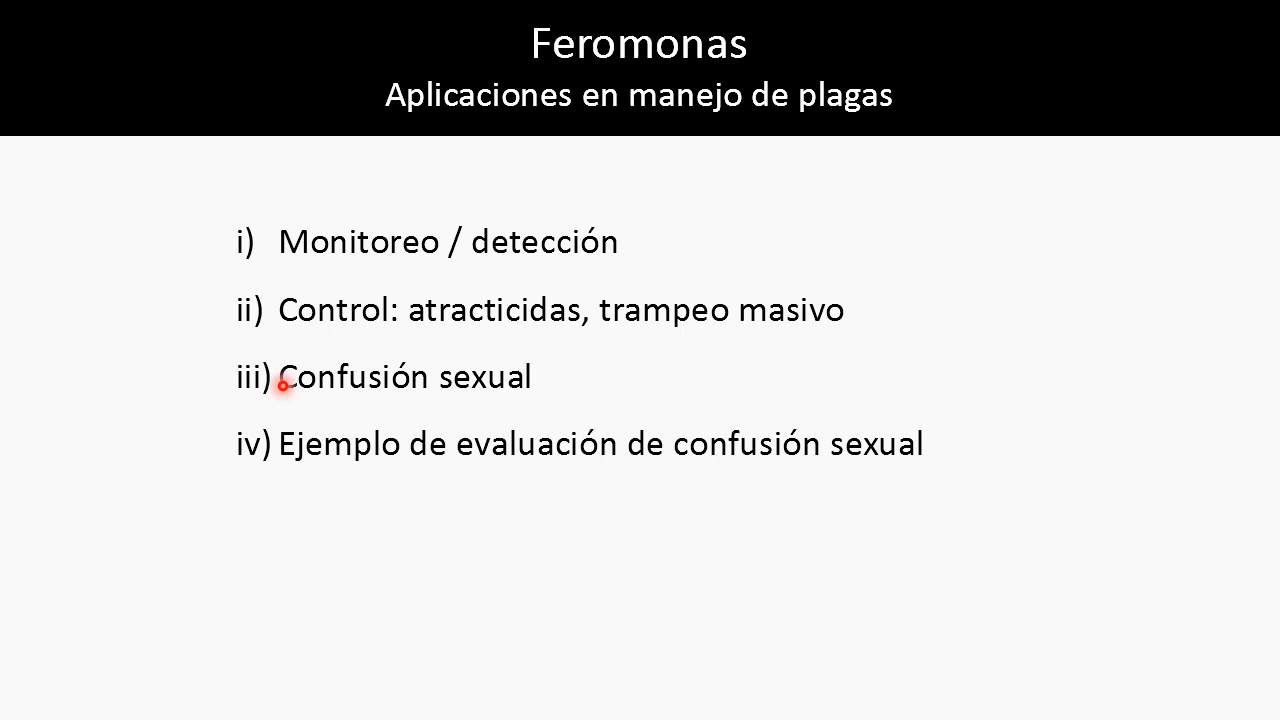 Feromonas
Aplicaciones en manejo de plagas
i) Monitoreo / detección
ii) Control: atracticidas, trampeo masivo
iii) Confusión sexual
iv) Ejemplo de evaluación de confusión sexual